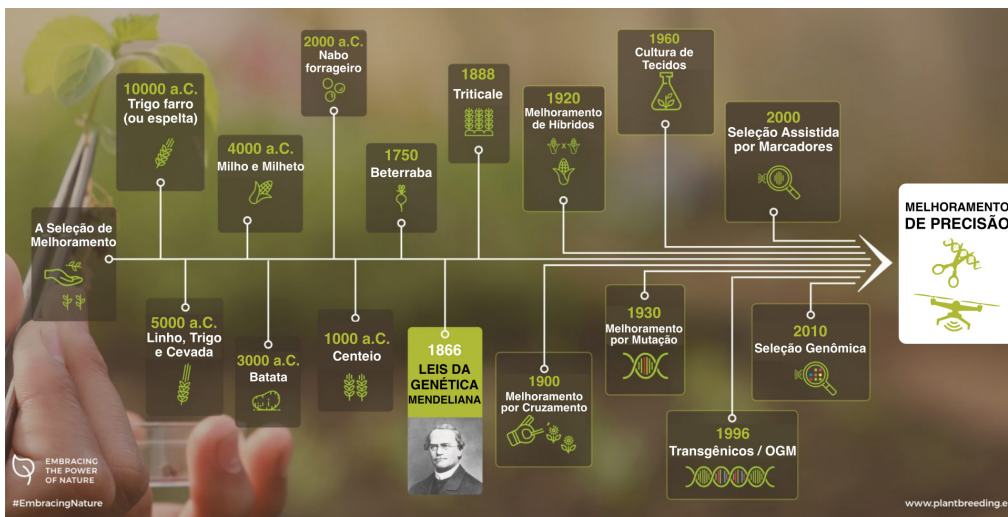 A Seleção de
Melhoramento
10000 a.C.
Trigo farro
(ou espelta)
5000 a.C.
Linho, Trigo
e Cevada
4000 a.C.
Milho e Milheto
3000 a.C.
Batata
2000 a.C.
Nabo
forrageiro
1000 a.C.
Centeio
1750
Beterraba
1866
LEIS DA
GENÉTICA
MENDELIANA
1888
Triticale
1900
Melhoramento
por Cruzamento
1920
Melhoramento
de Híbridos
1930
Melhoramento
por Mutação
1960
Cultura de
Tecidos
1996
Transgênicos / OGM
2000
Seleção Assistida
por Marcadores
2010
Seleção Genômica
MELHORAMENTO
DE PRECISÃO
EMBRACING
THE POWER
OF NATURE
#EmbracingNature
www.plantbreeding.e